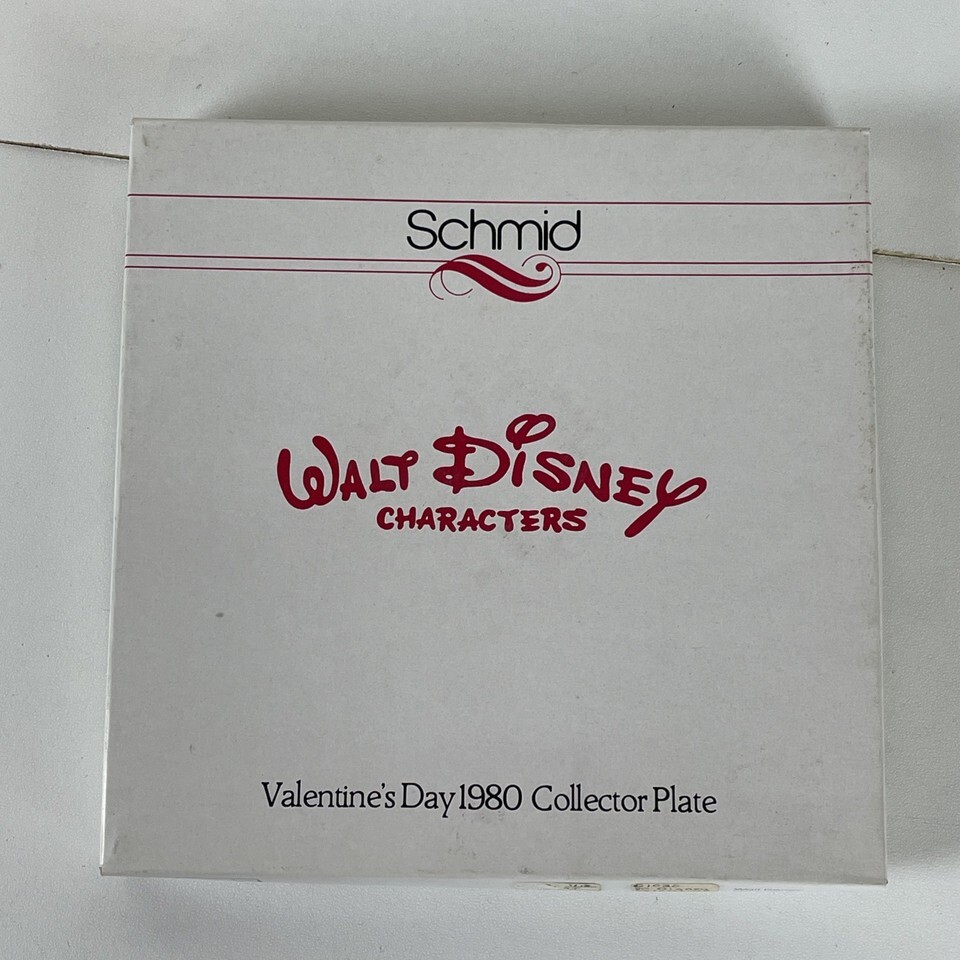 Schmid
WALT DISNEY
CHARACTERS
Valentine's Day 1980 Collector Plate